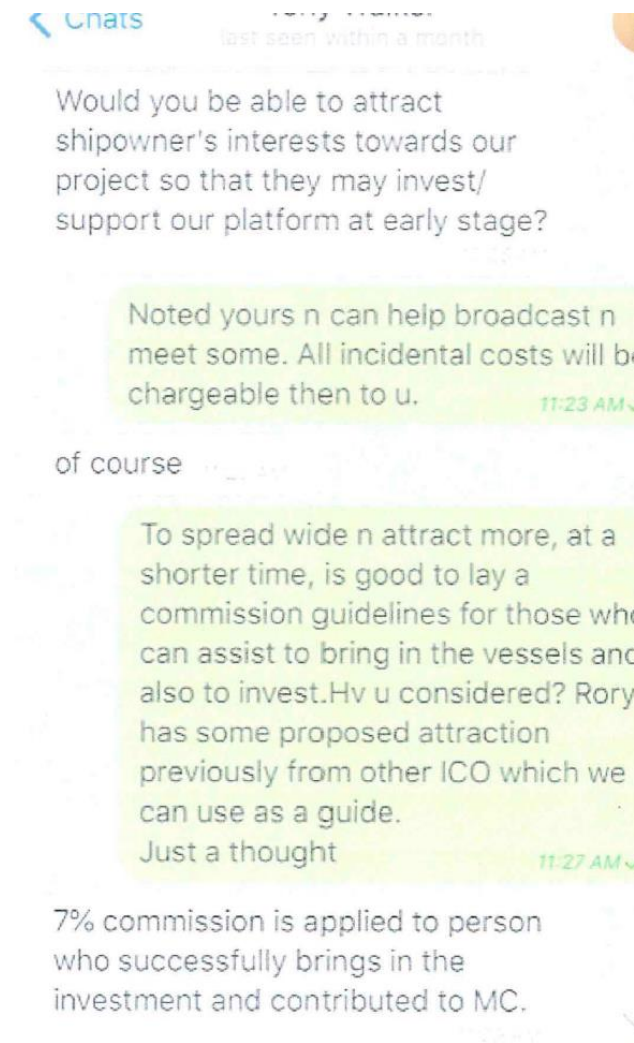 Chats
last seen within a month
Would you be able to attract
shipowner's interests towards our
project so that they may invest/
support our platform at early stage?
Noted yours n can help broadcast n
meet some. All incidental costs will
chargeable then to u.
11:23 AM
of course
To spread wide n attract more, at a
shorter time, is good to lay a
commission guidelines for those
can assist to bring in the vessels
also to invest.Hv u considered? Rory
has some proposed attraction
previously from other ICO which we
can use as a guide.
Just a thought
11:27 AM
7% commission is applied to person
who successfully brings in the
investment and contributed to MC.